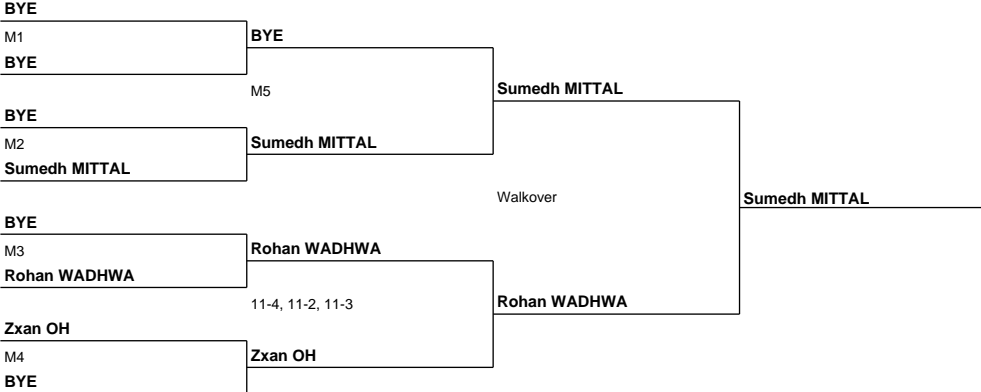 BYE
M1
BYE
BYE
M5
Sumedh MITTAL
BYE
M2
Sumedh MITTAL
Sumedh MITTAL
Walkover
Sumedh MITTAL
BYE
M3
Rohan WADHWA
Rohan WADHWA
11-4, 11-2, 11-3
Rohan WADHWA
Zxan OH
M4
Zxan OH
BYE